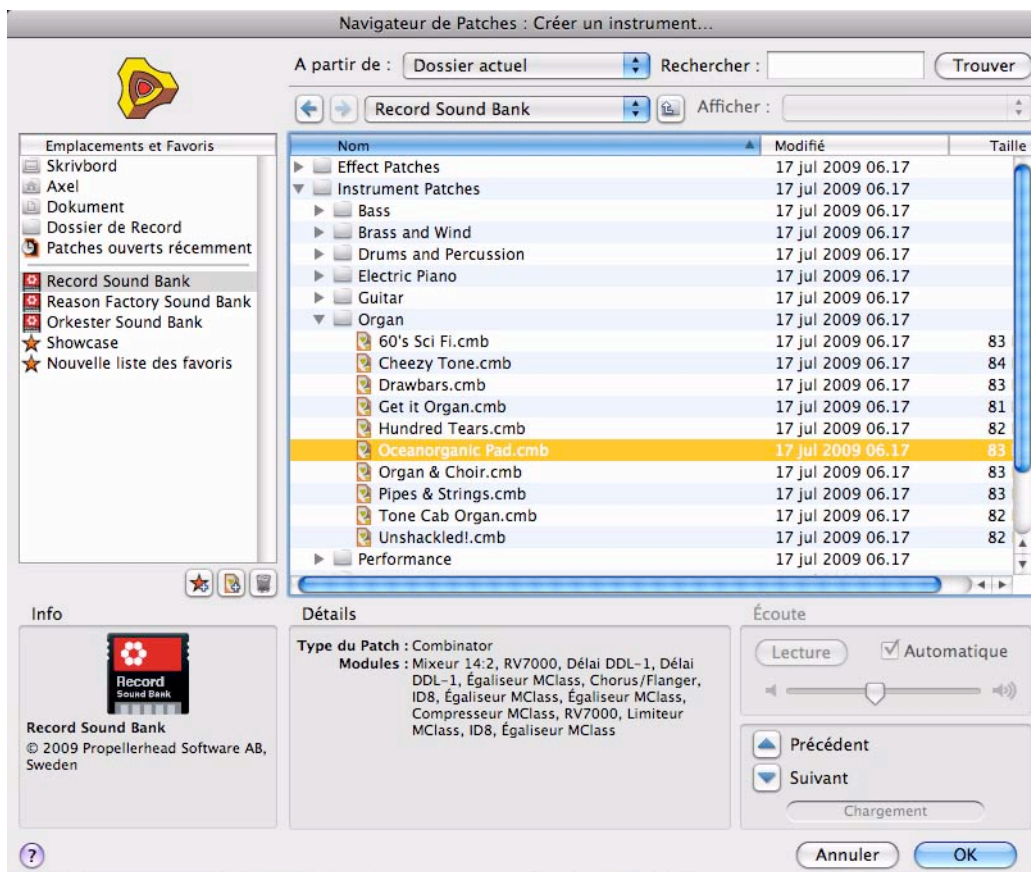 Navigateur de Patches : Créer un instrument...
A partir de : Dossier actuel Rechercher : Trouver
Record Sound Bank Afficher :
Emplacements et Favoris
Skrivbord
Axel
Dokument
Dossier de Record
Patches ouverts récemment
Record Sound Bank
Reason Factory Sound Bank
Orkester Sound Bank
Showcase
Nouvelle liste des favoris
Nom Modifié Taille
Effect Patches 17 jul 2009 06.17
Instrument Patches 17 jul 2009 06.17
Bass 17 jul 2009 06.17
Brass and Wind 17 jul 2009 06.17
Drums and Percussion 17 jul 2009 06.17
Electric Piano 17 jul 2009 06.17
Guitar 17 jul 2009 06.17
Organ 17 jul 2009 06.17
60's Sci Fi.cmb 17 jul 2009 06.17 83
Cheezy Tone.cmb 17 jul 2009 06.17 84
Drawbars.cmb 17 jul 2009 06.17 83
Get it Organ.cmb 17 jul 2009 06.17 81
Hundred Tears.cmb 17 jul 2009 06.17 82
Oceanorganic Pad.cmb 17 jul 2009 06.17 83
Organ & Choir.cmb 17 jul 2009 06.17 83
Pipes & Strings.cmb 17 jul 2009 06.17 83
Tone Cab Organ.cmb 17 jul 2009 06.17 82
Unshackled!.cmb 17 jul 2009 06.17 82
Performance 17 jul 2009 06.17
Info
Record
Sound Bank
Record Sound Bank
© 2009 Propellerhead Software AB,
Sweden
Détails
Type du Patch : Combinator
Modules : Mixeur 14:2, RV7000, Délai DDL-1, Délai
DDL-1, Égaliseur MClass, Chorus/Flanger,
ID8, Égaliseur MClass, Égaliseur MClass,
Compresseur MClass, RV7000, Limiteur
MClass, ID8, Égaliseur MClass
Écoute
Lecture Automatique
Précédent
Suivant
Chargement
? Annuler OK